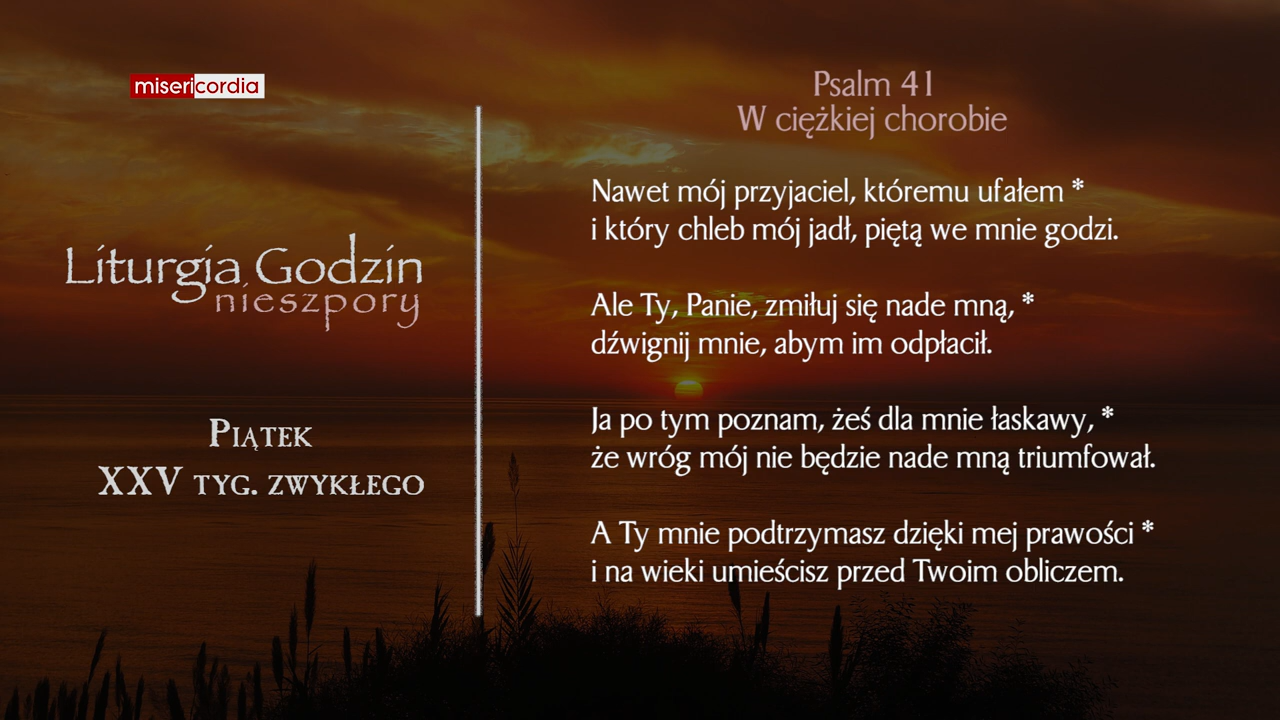 misericordia
Liturgia Godzin
nieszpory
Piątek
XXV tyg. zwykłego
Psalm 41
W ciężkiej chorobie
Nawet mój przyjaciel, któremu ufałem *
i który chleb mój jadł, piętą we mnie godzi.
Ale Ty, Panie, zmiłuj się nade mną, *
dźwignij mnie, abym im odpłacił.
Ja po tym poznam, żeś dla mnie łaskawy, *
że wróg mój nie będzie nade mną triumfował.
A Ty mnie podtrzymasz dzięki mej prawości *
i na wieki umieścisz przed Twoim obliczem.